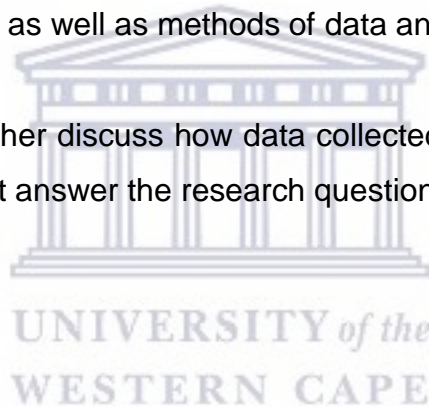 as well as methods of data an
her discuss how data collected
t answer the research question
UNIVERSITY of the
WESTERN CAPE